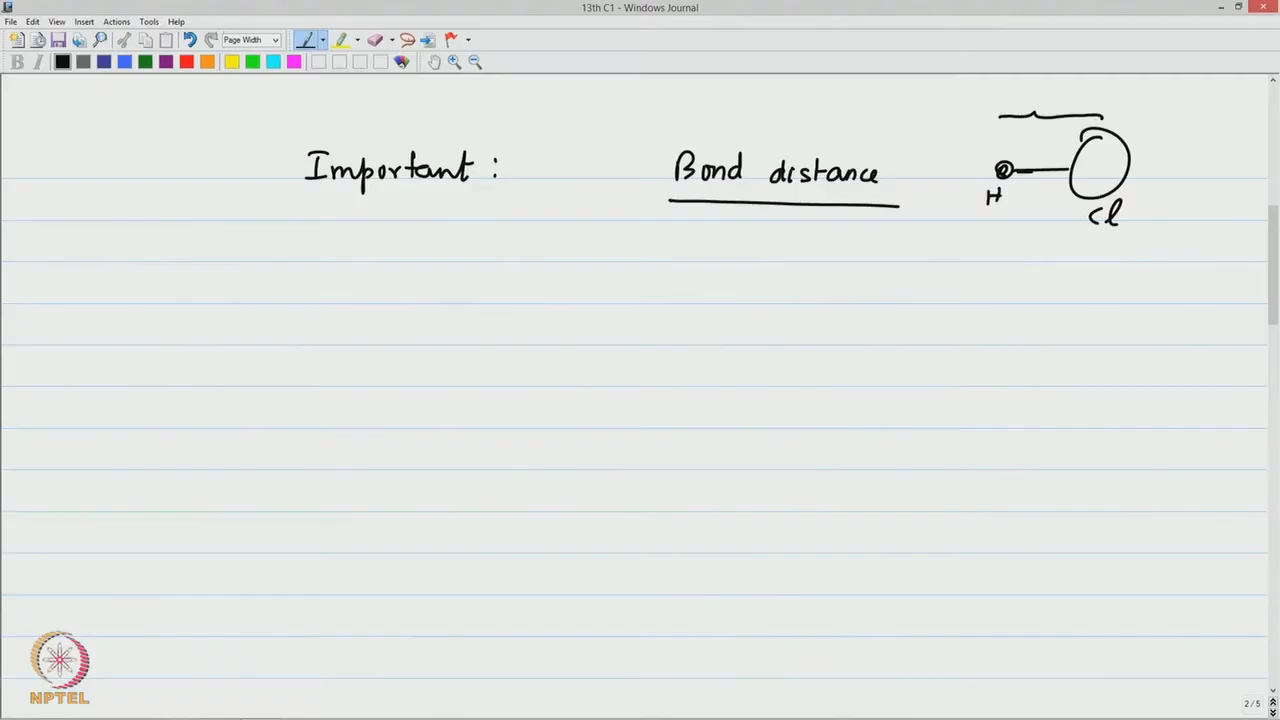 13th C1 - Windows Journal
File Edit View Insert Actions Tools Help
Page Width
B I
Important : Bond distance
H
Cl
NPTEL
2/5